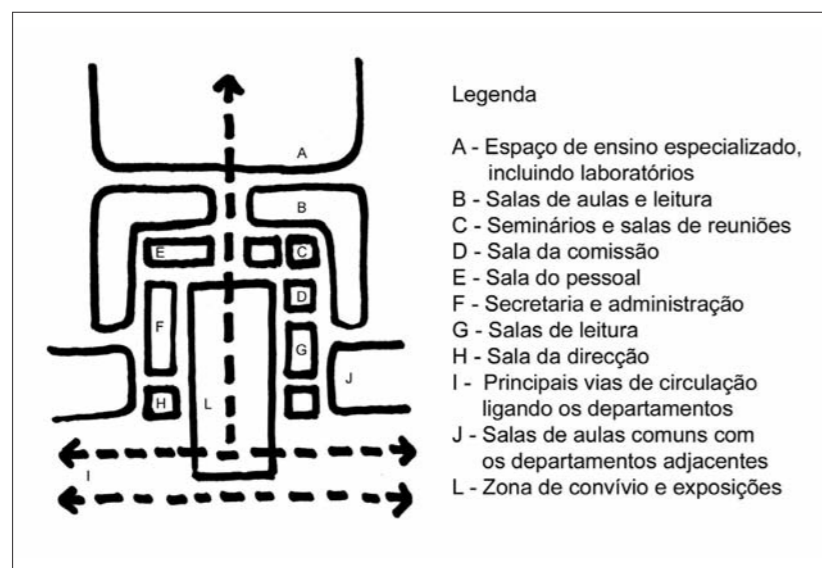 A
B
E
C
D
F
G
J
H
L
I
Legenda
A - Espaço de ensino especializado,
incluindo laboratórios
B - Salas de aulas e leitura
C - Seminários e salas de reuniões
D - Sala da comissão
E - Sala do pessoal
F - Secretaria e administração
G - Salas de leitura
H - Sala da direcção
I - Principais vias de circulação
ligando os departamentos
J - Salas de aulas comuns com
os departamentos adjacentes
L - Zona de convívio e exposições